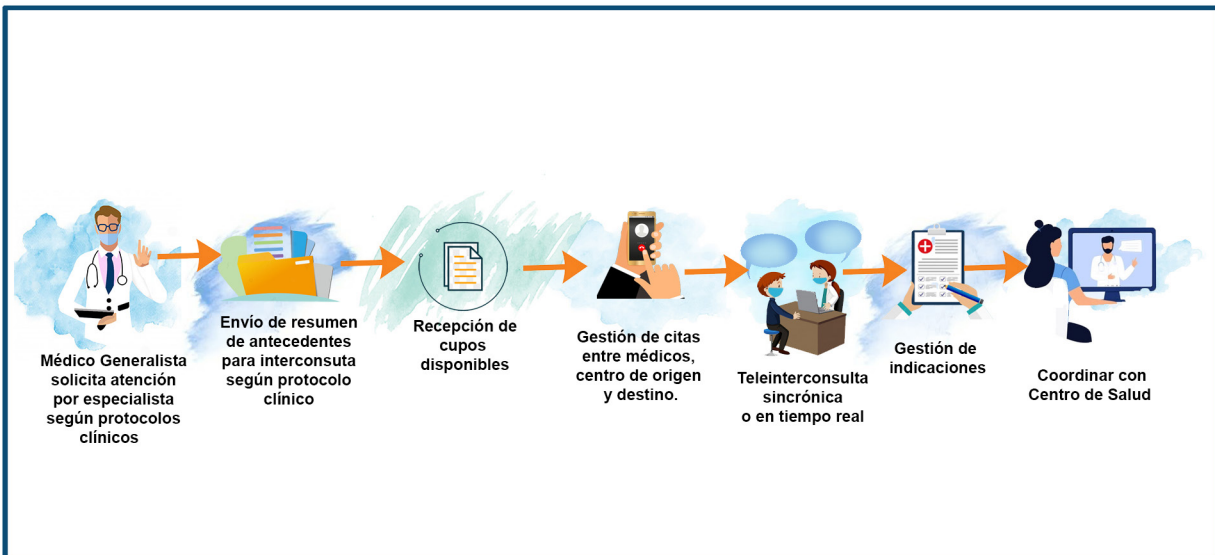 Médico Generalista
solicita atención
por especialista
según protocolos
clínicos
Envío de resumen
de antecedentes
para interconsuta
según protocolo
clínico
Recepción de
cupos
disponibles
Gestión de citas
entre médicos,
centro de origen
y destino.
Teleinterconsulta
sincrónica
o en tiempo real
Gestión de
indicaciones
Coordinar con
Centro de Salud